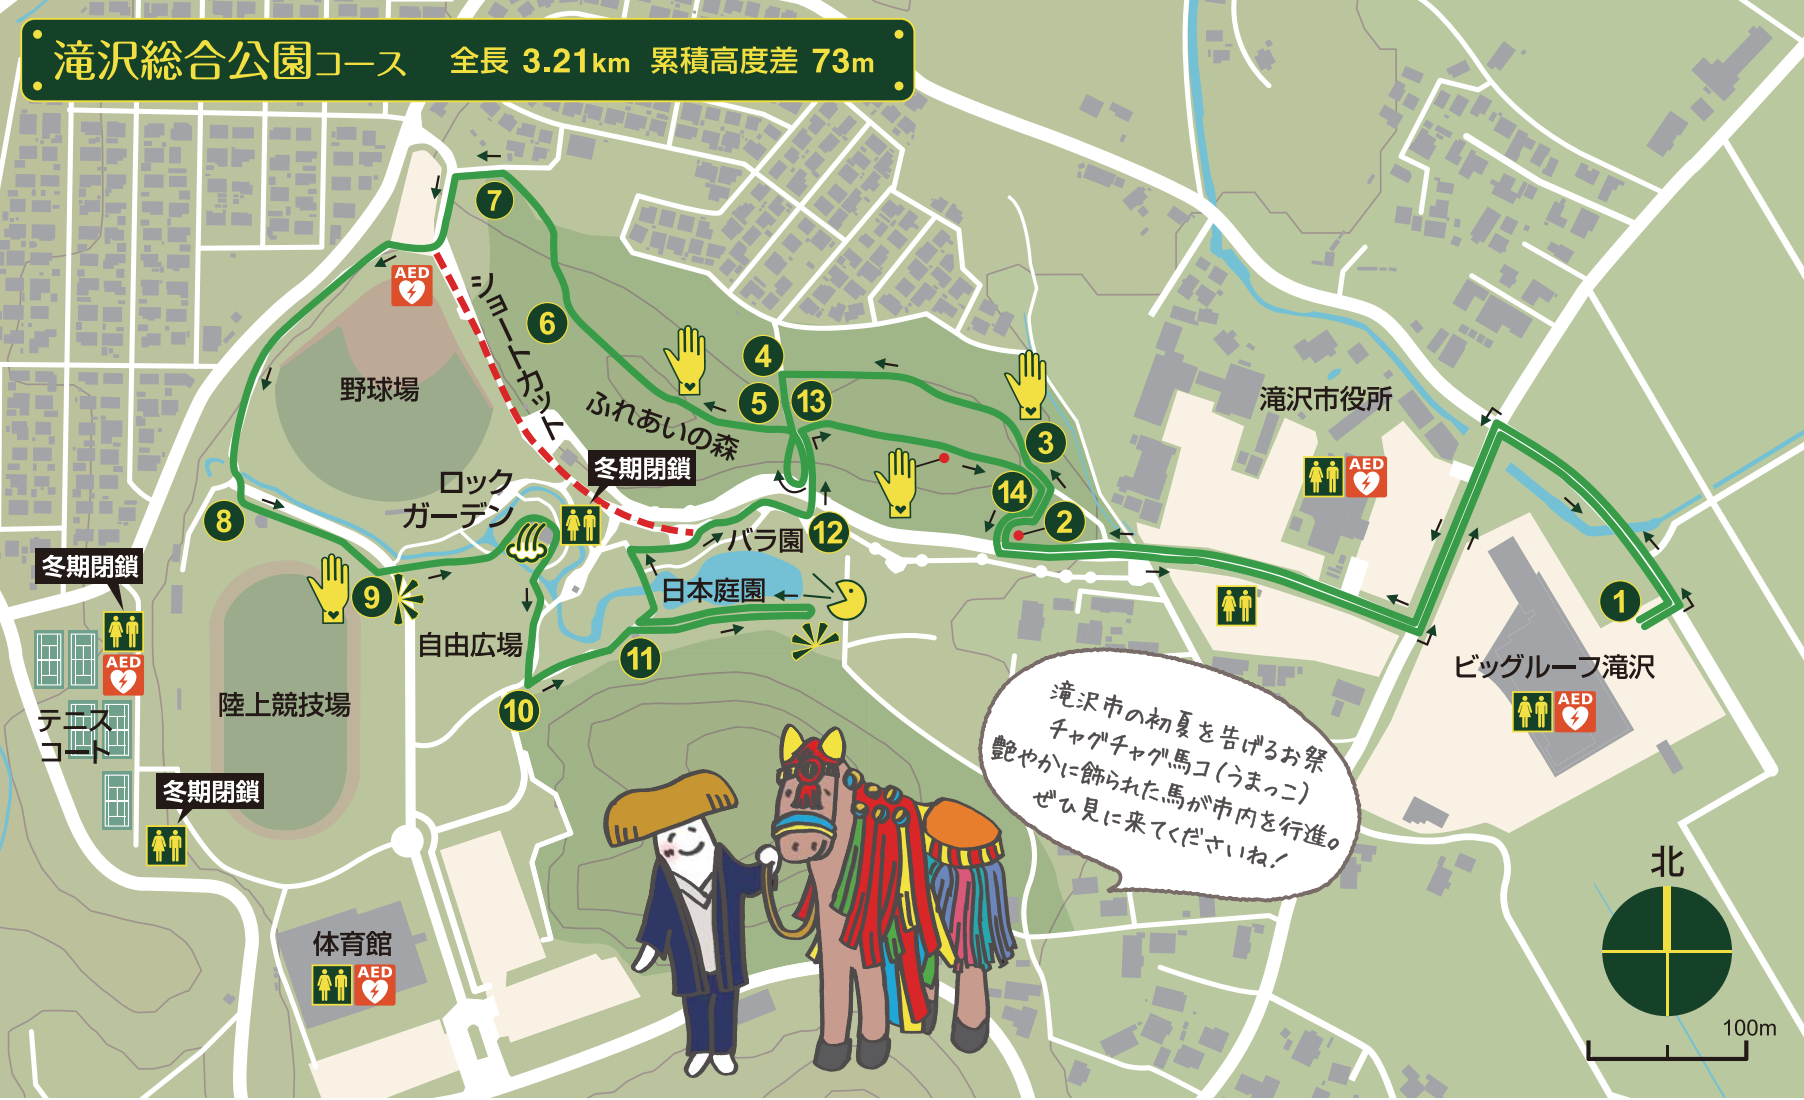 滝沢総合公園コース 全長 3.21km 累積高度差 73m
7
AED
ショートカット
6
4
5
13
野球場
ふれあいの森
3
滝沢市役所
AED
冬期閉鎖
ロック
ガーデン
14
2
8
12
バラ園
冬期閉鎖
9
日本庭園
1
自由広場
11
AED
ビッグルーフ滝沢
AED
陸上競技場
10
テニス
コート
冬期閉鎖
滝沢市の初夏を告げるお祭
チャグチャグ馬コ(うまっこ)
艶やかに飾られた馬が市内を行進。
ぜひ見に来てくださいね!
北
体育館
AED
100m